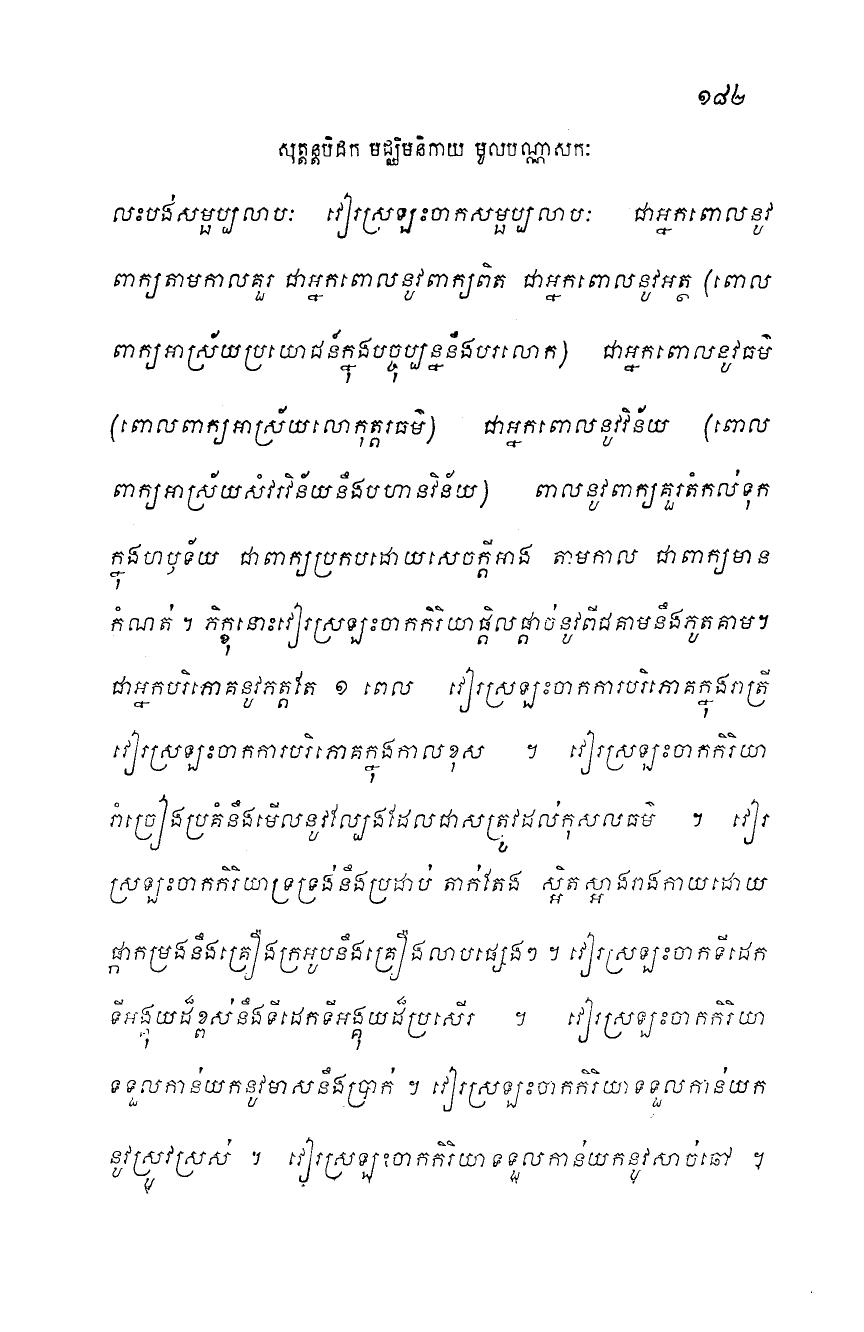 ១៨២
សុត្តន្តបិដក មជ្ឈិមនិកាយ មូលបណ្ណាសកៈ
លះបង់សម្ផប្បលាបៈ វៀរស្រឡះចាកសម្ផប្បលាបៈ ជាអ្នកពោលនូវ
ពាក្យតាមកាលគួរ ជាអ្នកពោលនូវពាក្យពិត ជាអ្នកពោលនូវអត្ថ (ពោល
ពាក្យអាស្រ័យប្រយោជន៍ក្នុងបច្ចុប្បន្ននឹងបរលោក) ជាអ្នកពោលនូវធម៌
(ពោលពាក្យអាស្រ័យលោកុត្តរធម៌) ជាអ្នកពោលនូវវិន័យ (ពោល
ពាក្យអាស្រ័យសំវរវិន័យនឹងបហានវិន័យ) ពោលនូវពាក្យគួរតំកល់ទុក
ក្នុងហឫទ័យ ជាពាក្យប្រកបដោយសេចក្តីអាង តាមកាល ជាពាក្យមាន
កំណត់ ។ ភិក្ខុនោះវៀរស្រឡះចាកកិរិយាផ្តិលផ្តាច់នូវពីជគាមនឹងភូតគាម។
ជាអ្នកបរិភោគនូវភត្តតែ ១ ពេល វៀរស្រឡះចាកការបរិភោគក្នុងរាត្រី
វៀរស្រឡះចាកការបរិភោគក្នុងកាលខុស ។ វៀរស្រឡះចាកកិរិយា
រាំច្រៀងប្រគំនឹងមើលនូវល្បែងដែលជាសត្រូវដល់កុសលធម៌ ។ វៀរ
ស្រឡះចាកកិរិយាទ្រទ្រង់នឹងប្រដាប់ តាក់តែង ស្អិតស្អាងរាងកាយដោយ
ផ្កាកម្រងនឹងគ្រឿងក្រអូបនឹងគ្រឿងលាបផ្សេងៗ ។ វៀរស្រឡះចាកទីដេក
ទីអង្គុយដ៏ខ្ពស់នឹងទីដេកទីអង្គុយដ៏ប្រសើរ ។ វៀរស្រឡះចាកកិរិយា
ទទួលកាន់យកនូវមាសនឹងប្រាក់ ។ វៀរស្រឡះចាកកិរិយាទទួលកាន់យក
នូវស្រូវស្រស់ ។ វៀរស្រឡះចាកកិរិយាទទួលកាន់យកនូវសាច់ឆៅ ។